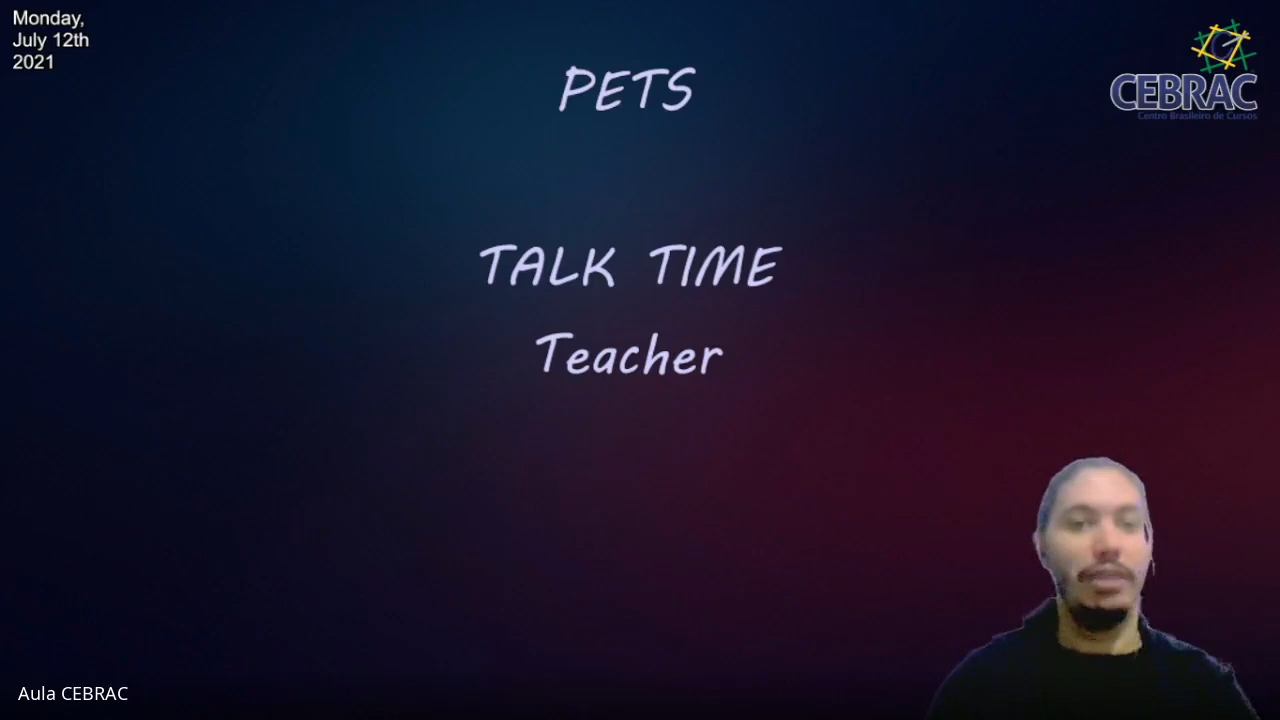 Monday,
July 12th
2021
PETS
CEBRAC
Centro Brasileiro de Cursos
TALK TIME
Teacher
Aula CEBRAC